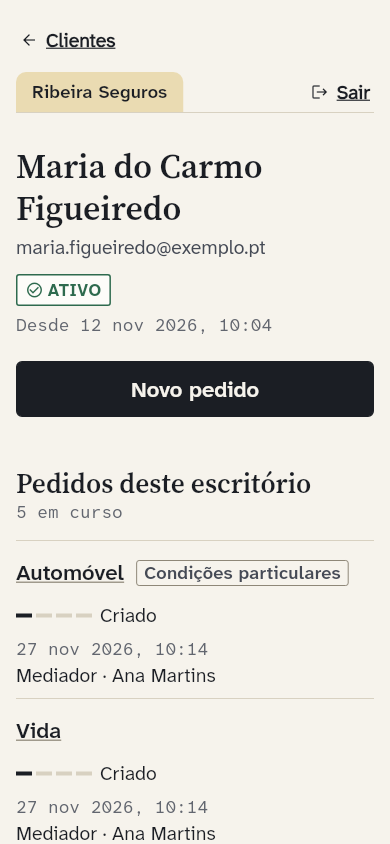 Clientes
Ribeira Seguros
Sair
Maria do Carmo
Figueiredo
maria.figueiredo@exemplo.pt
ATIVO
Desde 12 nov 2026, 10:04
Novo pedido
Pedidos deste escritório
5 em curso
Automóvel Condições particulares
Criado
27 nov 2026, 10:14
Mediador · Ana Martins
Vida
Criado
27 nov 2026, 10:14
Mediador · Ana Martins